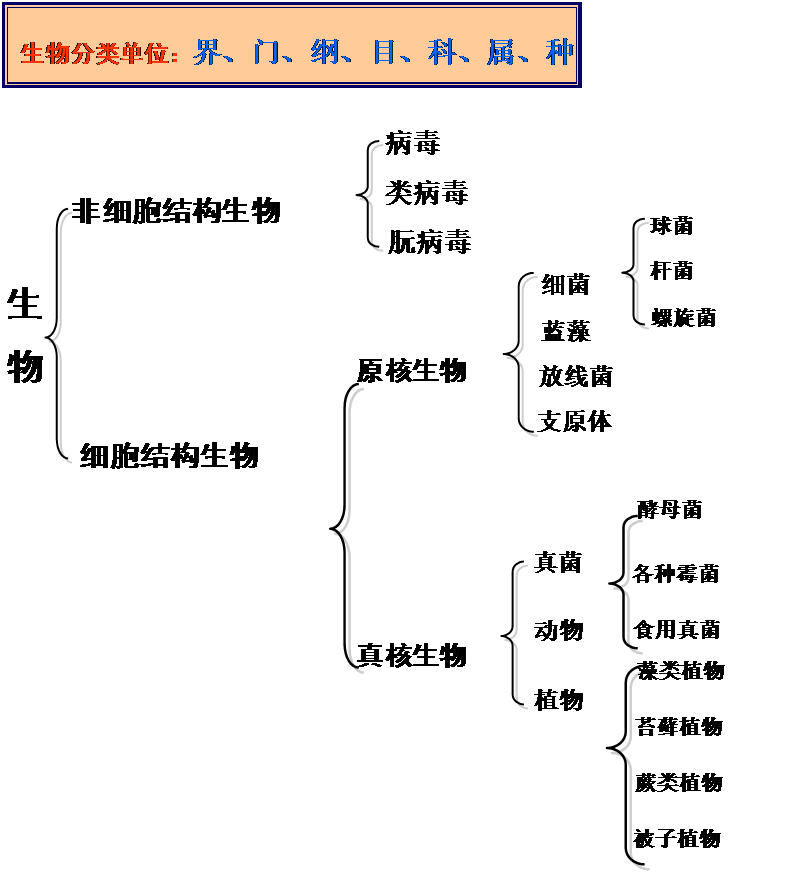 生物分类单位：界、门、纲、目、科、属、种
生物
非细胞结构生物
病毒
类病毒
朊病毒
细胞结构生物
原核生物
细菌
球菌
杆菌
螺旋菌
蓝藻
放线菌
支原体
真核生物
真菌
酵母菌
各种霉菌
食用真菌
动物
植物
藻类植物
苔藓植物
蕨类植物
被子植物